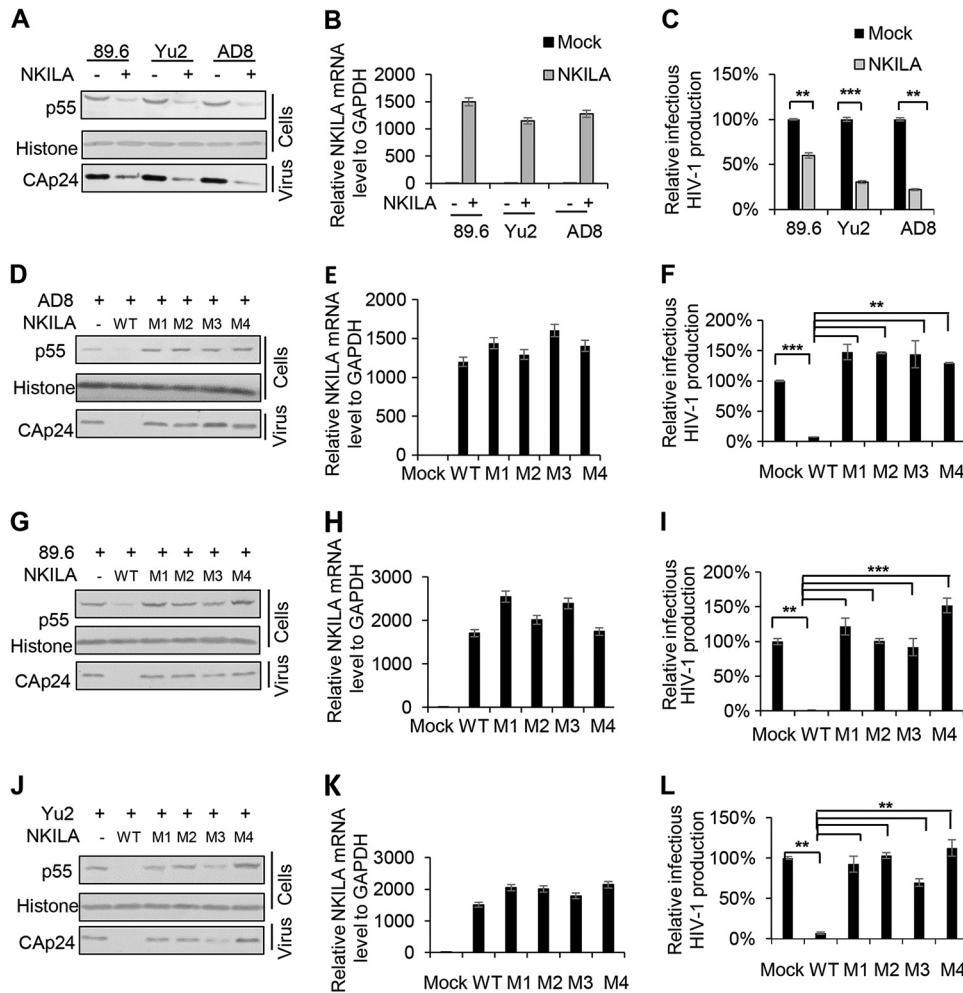 A
89.6 Yu2 AD8
NKILA - + - + - +
p55
Histone
CAp24
Cells
Virus
B
Mock
NKILA
Relative NKILA mRNA
level to GAPDH
2000
1500
1000
500
0
NKILA - + - + - +
89.6 Yu2 AD8
C
Mock
NKILA
Relative infectious
HIV-1 production
150%
100%
50%
0%
** *** **
89.6 Yu2 AD8
D
AD8 + + + + + +
NKILA - WT M1 M2 M3 M4
p55
Histone
CAp24
Cells
Virus
E
Relative NKILA mRNA
level to GAPDH
2000
1500
1000
500
0
Mock WT M1 M2 M3 M4
F
Relative infectious
HIV-1 production
200%
150%
100%
50%
0%
**
***
Mock WT M1 M2 M3 M4
G
89.6 + + + + + +
NKILA - WT M1 M2 M3 M4
p55
Histone
CAp24
Cells
Virus
H
Relative NKILA mRNA
level to GAPDH
3000
2000
1000
0
Mock WT M1 M2 M3 M4
I
Relative infectious
HIV-1 production
200%
150%
100%
50%
0%
***
**
Mock WT M1 M2 M3 M4
J
Yu2 + + + + + +
NKILA - WT M1 M2 M3 M4
p55
Histone
CAp24
Cells
Virus
K
Relative NKILA mRNA
level to GAPDH
4000
3000
2000
1000
0
Mock WT M1 M2 M3 M4
L
Relative infectious
HIV-1 production
150%
100%
50%
0%
**
**
Mock WT M1 M2 M3 M4